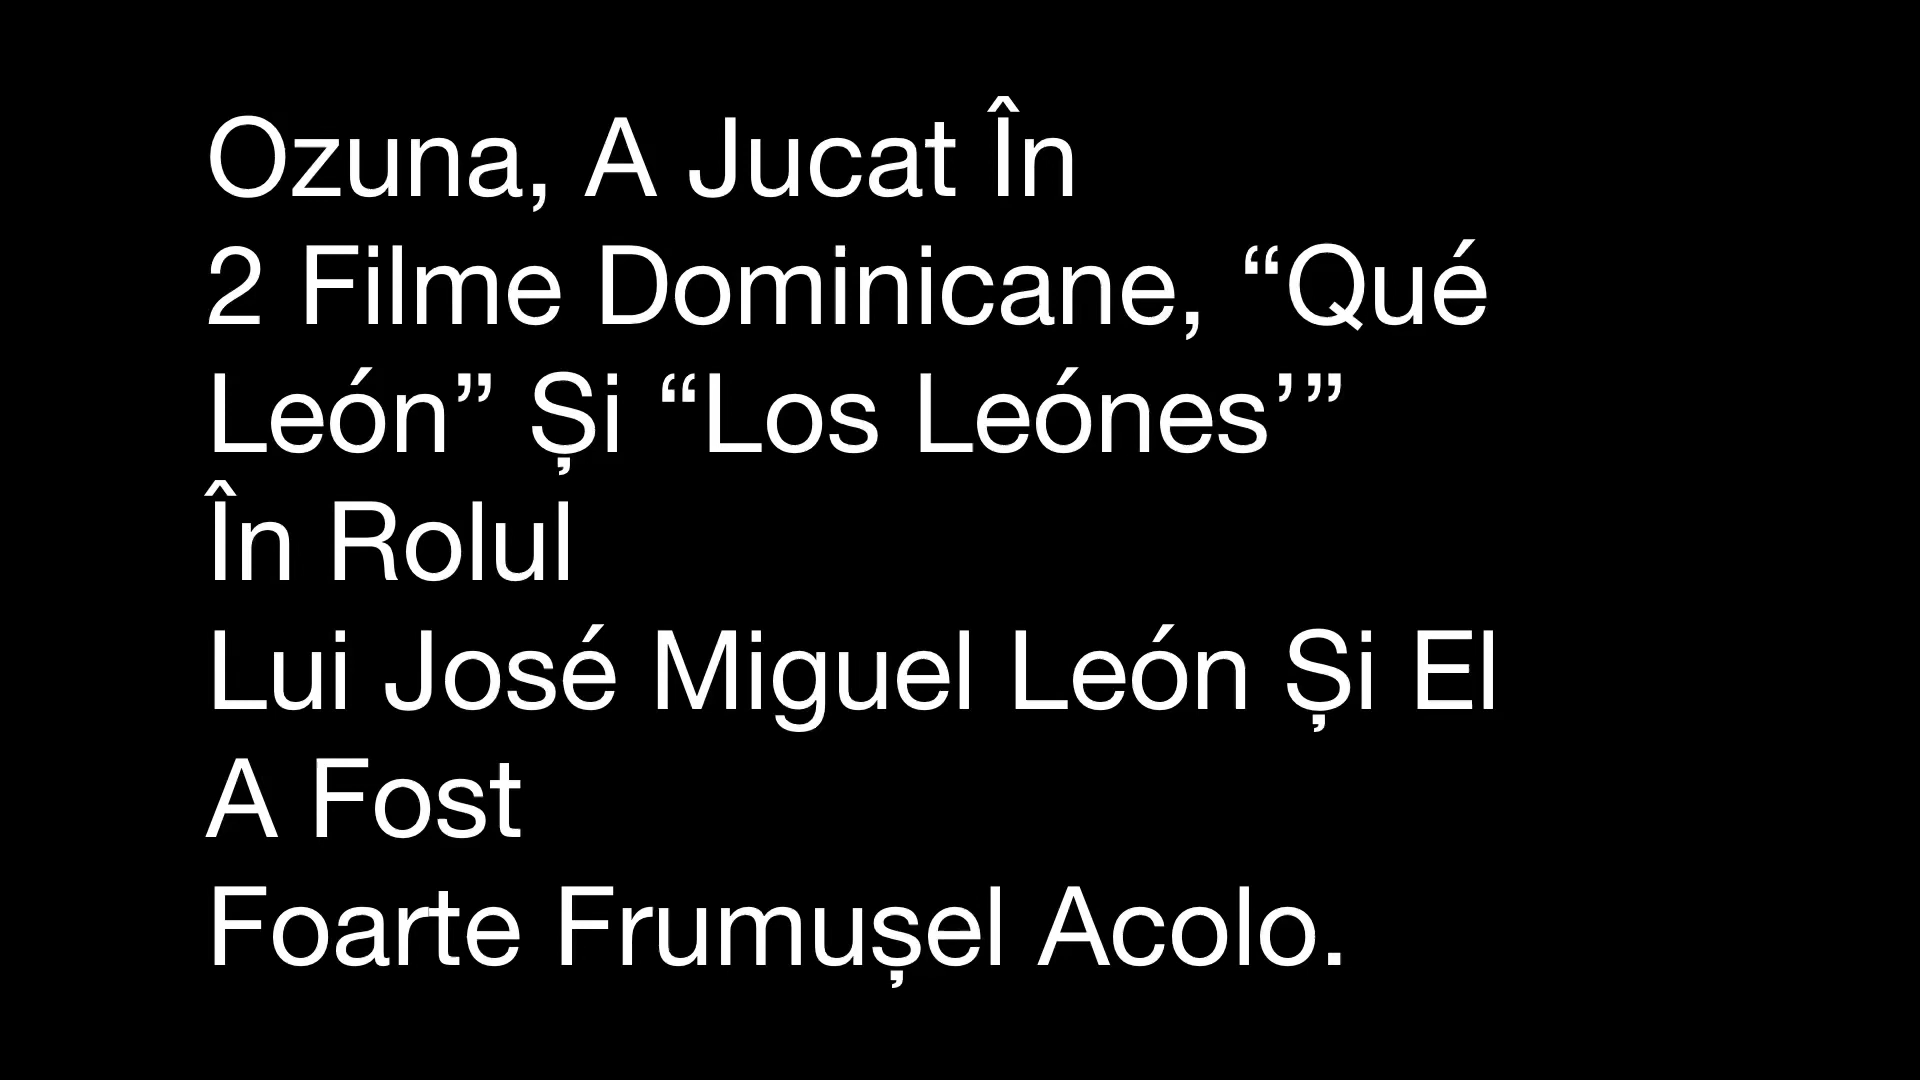 Ozuna, A Jucat În
2 Filme Dominicane, “Qué
León” Și “Los Leónes’”
În Rolul
Lui José Miguel León Și El
A Fost
Foarte Frumușel Acolo.